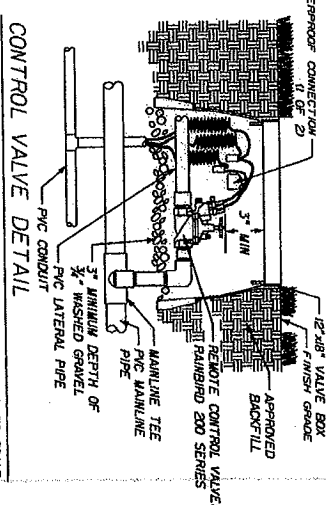 CONTROL VALVE DETAIL
CONNECTION
(1 OF 2)
3" MIN
12"x18" VALVE BOX
FINISH GRADE
APPROVED
BACKFILL
REMOTE CONTROL VALVE
RAINBIRD 200 SERIES
MAINLINE TEE
PVC MAINLINE
PIPE
3" MINIMUM DEPTH OF
3/4" WASHED GRAVEL
PVC LATERAL PIPE
PVC CONDUIT